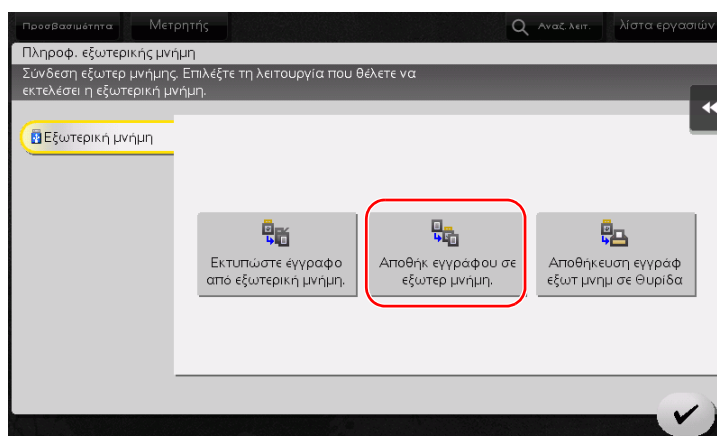 Προσβασιμότητα Μετρητής Αναζ. λειτ. λίστα εργασιών
Πληροφ. εξωτερικής μνήμη
Σύνδεση εξωτερ μνήμης. Επιλέξτε τη λειτουργία που θέλετε να
εκτελέσει η εξωτερική μνήμη.
Εξωτερική μνήμη
Εκτυπώστε έγγραφο
από εξωτερική μνήμη.
Αποθήκ εγγράφου σε
εξωτερ μνήμη.
Αποθήκευση εγγράφ
εξωτ μνημ σε Θυρίδα